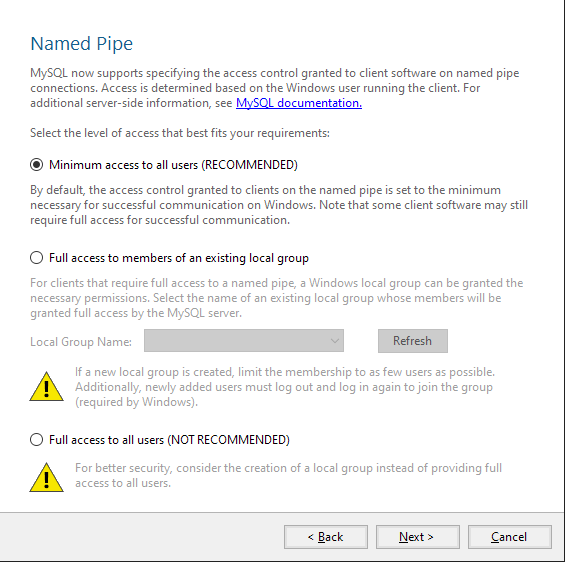 Named Pipe
MySQL now supports specifying the access control granted to client software on named pipe
connections. Access is determined based on the Windows user running the client. For
additional server-side information, see MySQL documentation.
Select the level of access that best fits your requirements:
Minimum access to all users (RECOMMENDED)
By default, the access control granted to clients on the named pipe is set to the minimum
necessary for successful communication on Windows. Note that some client software may still
require full access for successful communication.
Full access to members of an existing local group
For clients that require full access to a named pipe, a Windows local group can be granted the
necessary permissions. Select the name of an existing local group whose members will be
granted full access by the MySQL server.
Local Group Name:
Refresh
If a new local group is created, limit the membership to as few users as possible.
Additionally, newly added users must log out and log in again to join the group
(required by Windows).
Full access to all users (NOT RECOMMENDED)
For better security, consider the creation of a local group instead of providing full
access to all users.
< Back
Next >
Cancel